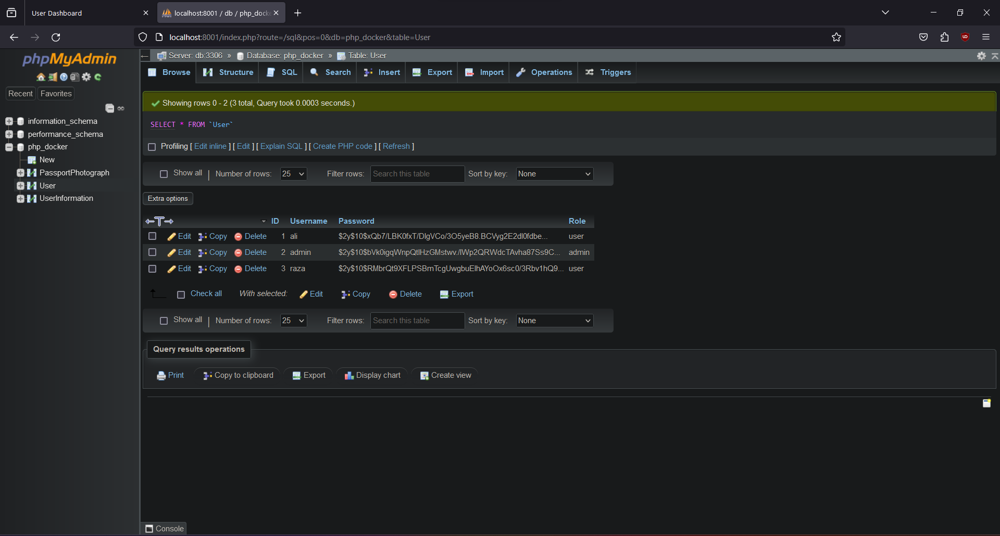 User Dashboard
localhost:8001 / db / php_docke
localhost:8001/index.php?route=/sql&pos=0&db=php_docker&table=User
phpMyAdmin
Recent Favorites
information_schema
performance_schema
php_docker
New
PassportPhotograph
User
UserInformation
Server: db:3306 » Database: php_docker » Table: User
Browse Structure SQL Search Insert Export Import Operations Triggers
Showing rows 0 - 2 (3 total, Query took 0.0003 seconds.)
SELECT * FROM `User`
Profiling [ Edit inline ] [ Edit ] [ Explain SQL ] [ Create PHP code ] [ Refresh ]
Show all | Number of rows: 25 Filter rows: Search this table Sort by key: None
Extra options
ID Username Password Role
Edit Copy Delete 1 ali $2y$10$xQb7/LBK0fxT/DlgVCo/3O5yeB8.BCVyg2E2dl0fdbe... user
Edit Copy Delete 2 admin $2y$10$bVk0igqWnpQtlHzGMstwv./lWp2QRWdcTAvha87Ss9C... admin
Edit Copy Delete 3 raza $2y$10$RMbrQt9XFLPSBmTcgUwgbuElhAYoOx6sc0/3Rbv1hQ9... user
Check all With selected: Edit Copy Delete Export
Show all | Number of rows: 25 Filter rows: Search this table Sort by key: None
Query results operations
Print Copy to clipboard Export Display chart Create view
Console